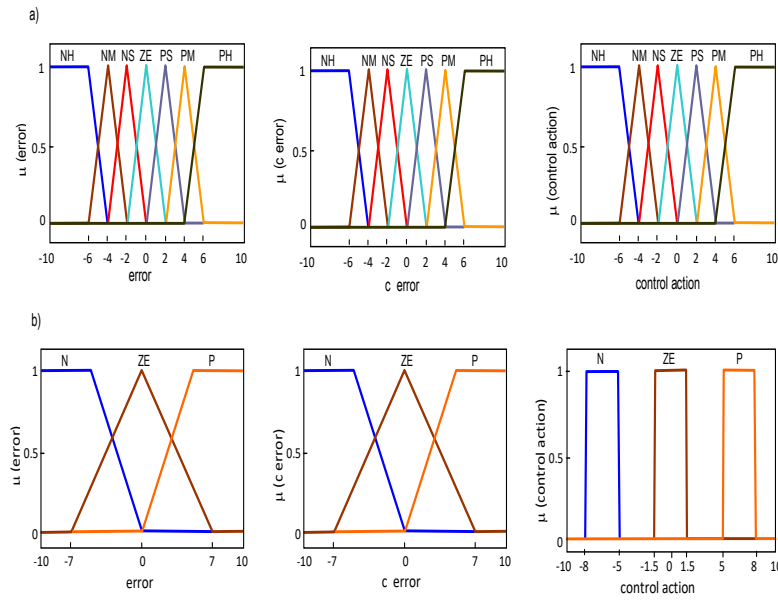 a)
NH NM NS ZE PS PM PH
1
0.5
0
μ (error)
-10 -6 -4 -2 0 2 4 6 10
error
NH NM NS ZE PS PM PH
1
0.5
0
μ (c error)
-10 -6 -4 -2 0 2 4 6 10
c error
NH NM NS ZE PS PM PH
1
0.5
0
μ (control action)
-10 -6 -4 -2 0 2 4 6 10
control action
b)
N ZE P
1
0.5
0
μ (error)
-10 -7 0 7 10
error
N ZE P
1
0.5
0
μ (c error)
-10 -7 0 7 10
c error
N ZE P
1
0.5
0
μ (control action)
-10 -8 -5 -1.5 0 1.5 5 8 10
control action